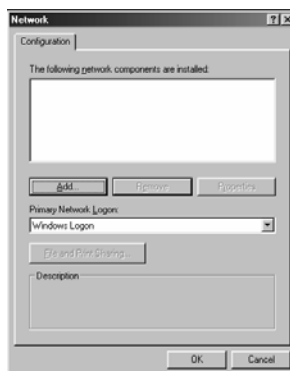 Network
Configuration
The following network components are installed:
Add...
Remove
Properties
Primary Network Logon:
Windows Logon
File and Print Sharing...
Description
OK
Cancel